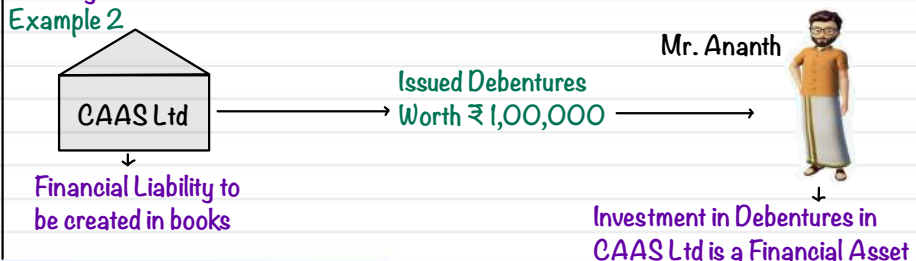 Example 2
Mr. Ananth
Issued Debentures
CAAS Ltd
Worth ₹ 1,00,000
Financial Liability to
be created in books
Investment in Debentures in
CAAS Ltd is a Financial Asset